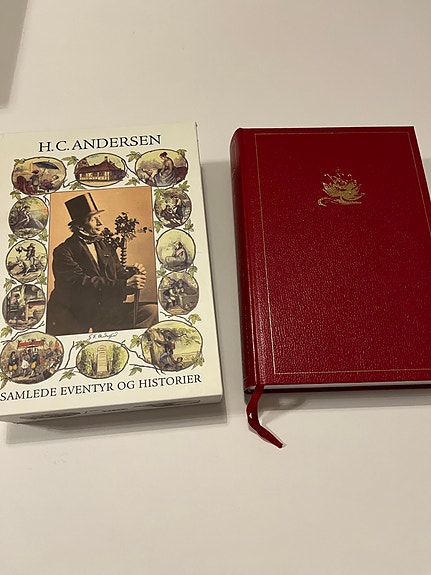 H.C. ANDERSEN
SAMLEDE EVENTYR OG HISTORIER